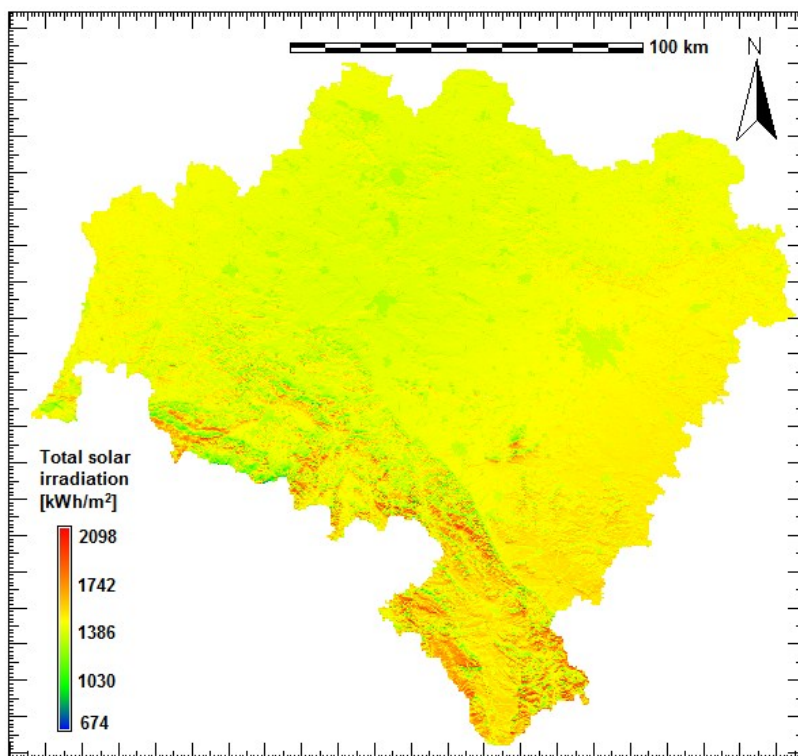 100 km
N
Total solar
irradiation
[kWh/m²]
2098
1742
1386
1030
674